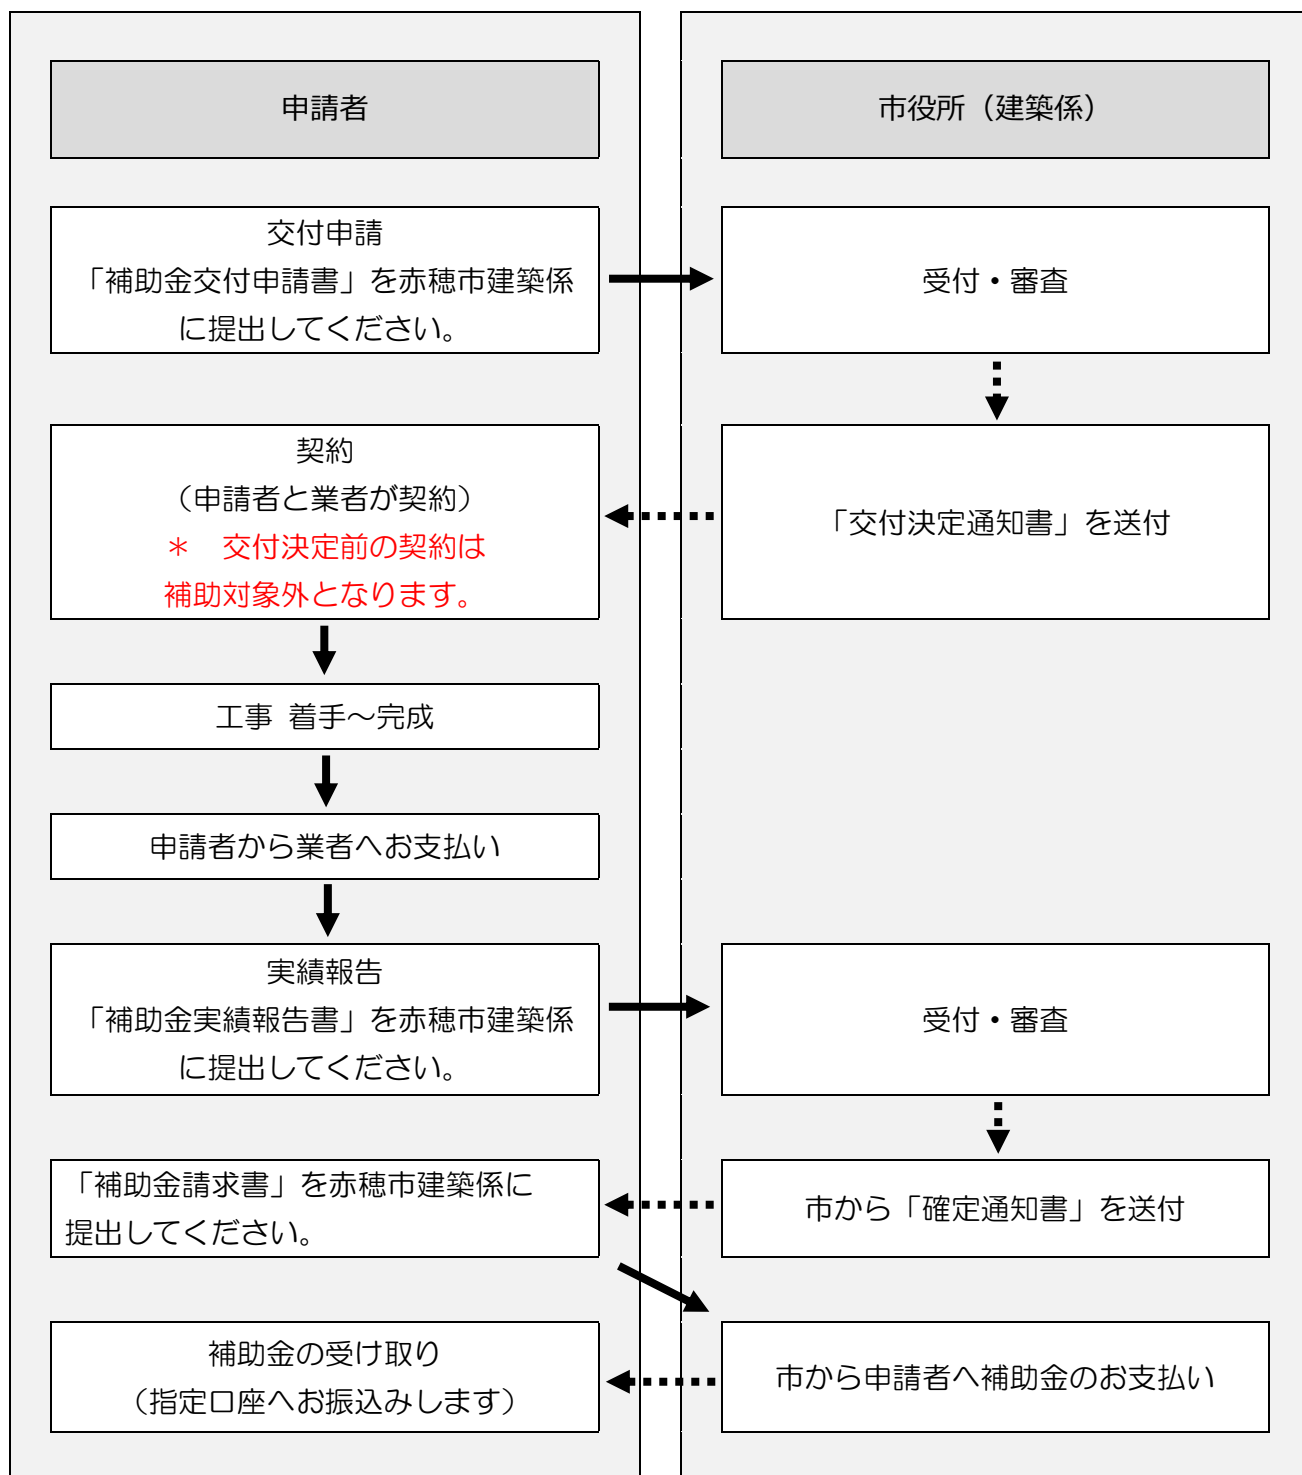 申請者
市役所（建築係）
交付申請
「補助金交付申請書」を赤穂市建築係
に提出してください。
受付・審査
契約
（申請者と業者が契約）
＊　交付決定前の契約は
補助対象外となります。
「交付決定通知書」を送付
工事 着手～完成
申請者から業者へお支払い
実績報告
「補助金実績報告書」を赤穂市建築係
に提出してください。
受付・審査
「補助金請求書」を赤穂市建築係に
提出してください。
市から「確定通知書」を送付
補助金の受け取り
（指定口座へお振込みします）
市から申請者へ補助金のお支払い